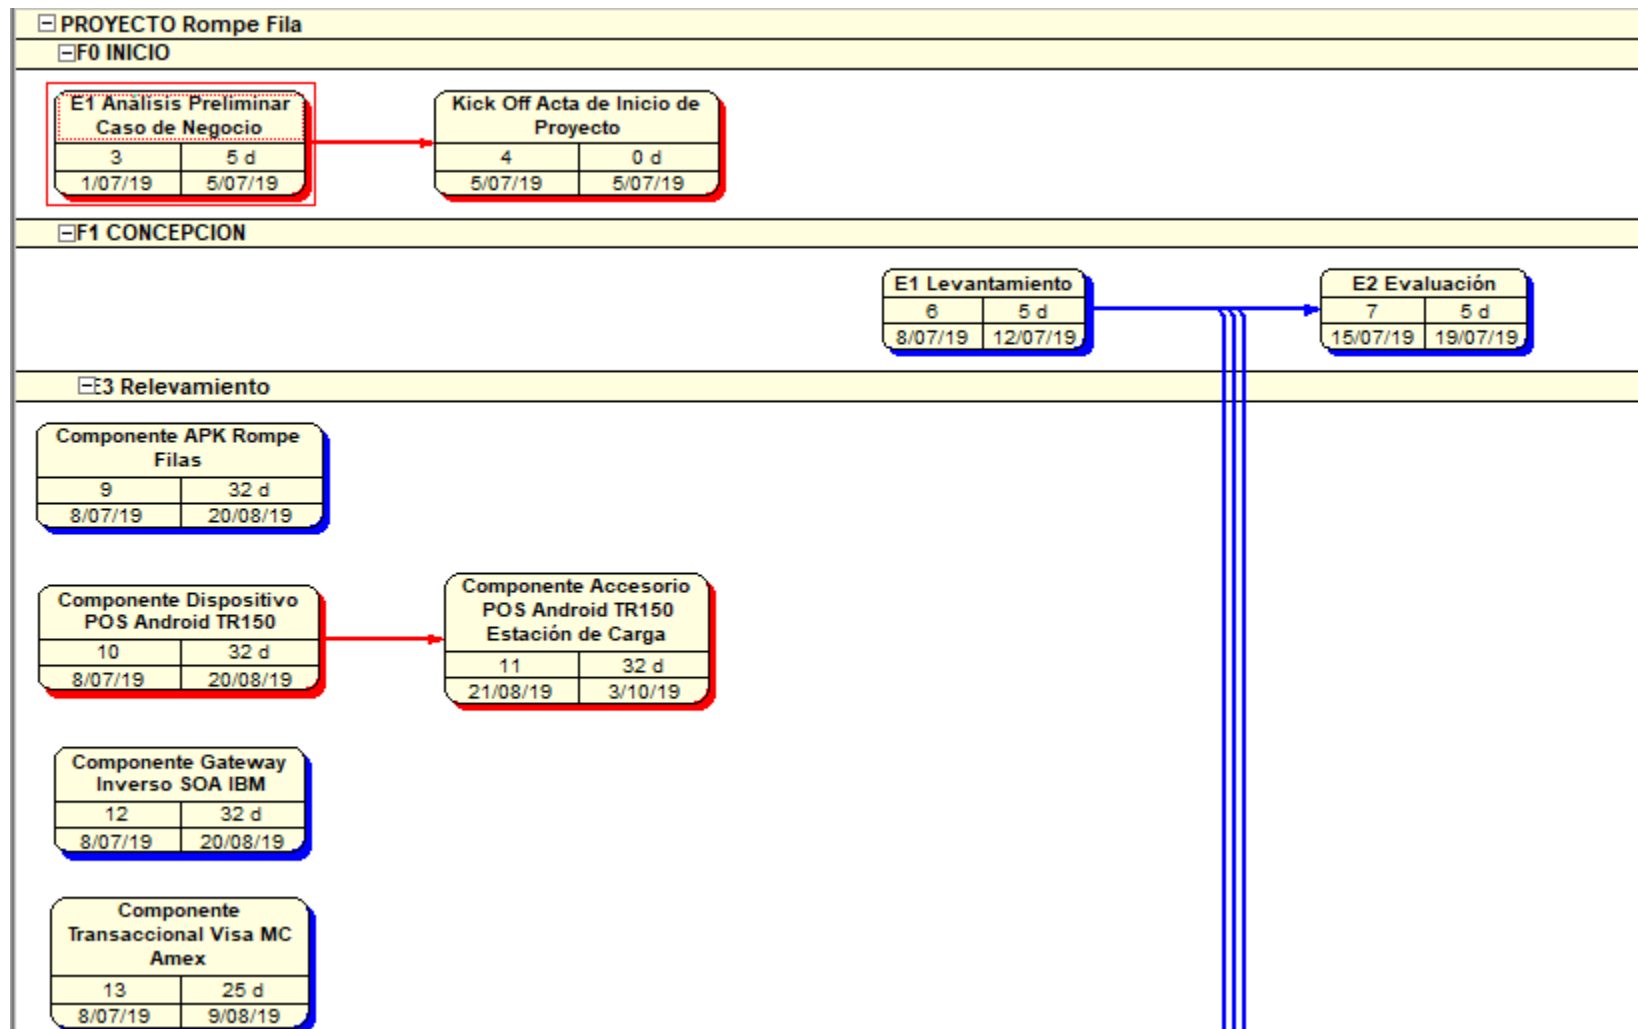 PROYECTO Rompe Fila
F0 INICIO
E1 Análisis Preliminar
Caso de Negocio
3 5 d
1/07/19 5/07/19
Kick Off Acta de Inicio de
Proyecto
4 0 d
5/07/19 5/07/19
F1 CONCEPCION
E1 Levantamiento
6 5 d
8/07/19 12/07/19
E2 Evaluación
7 5 d
15/07/19 19/07/19
E3 Relevamiento
Componente APK Rompe
Filas
9 32 d
8/07/19 20/08/19
Componente Dispositivo
POS Android TR150
10 32 d
8/07/19 20/08/19
Componente Accesorio
POS Android TR150
Estación de Carga
11 32 d
21/08/19 3/10/19
Componente Gateway
Inverso SOA IBM
12 32 d
8/07/19 20/08/19
Componente
Transaccional Visa MC
Amex
13 25 d
8/07/19 9/08/19